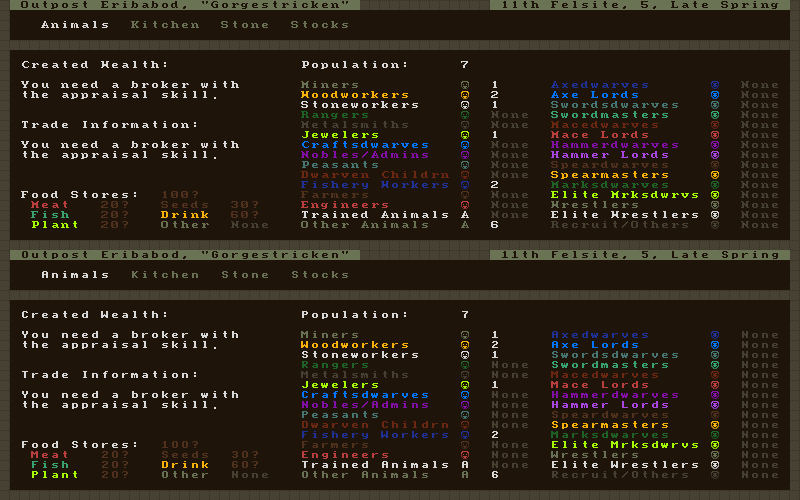 Outpost Eribabod, "Gorgestricken" 11th Felsite, 5, Late Spring
Animals Kitchen Stone Stocks
Created Wealth: Population: 7
You need a broker with Miners 1 Axedwarves None
the appraisal skill. Woodworkers 2 Axe Lords None
Stoneworkers 1 Swordsdwarves None
Rangers None Swordmasters None
Trade Information: Metalsmiths None Macedwarves None
Jewelers 1 Mace Lords None
You need a broker with Craftsdwarves None Hammerdwarves None
the appraisal skill. Nobles/Admins None Hammer Lords None
Peasants None Speardwarves None
Dwarven Childrn None Spearmasters None
Fishery Workers 2 Marksdwarves None
Food Stores: 100? Farmers None Elite Mrksdwrvs None
Meat 20? Seeds 30? Engineers None Wrestlers None
Fish 20? Drink 60? Trained Animals A None Elite Wrestlers None
Plant 20? Other None Other Animals A 6 Recruit/Others None
Outpost Eribabod, "Gorgestricken" 11th Felsite, 5, Late Spring
Animals Kitchen Stone Stocks
Created Wealth: Population: 7
You need a broker with Miners 1 Axedwarves None
the appraisal skill. Woodworkers 2 Axe Lords None
Stoneworkers 1 Swordsdwarves None
Rangers None Swordmasters None
Trade Information: Metalsmiths None Macedwarves None
Jewelers 1 Mace Lords None
You need a broker with Craftsdwarves None Hammerdwarves None
the appraisal skill. Nobles/Admins None Hammer Lords None
Peasants None Speardwarves None
Dwarven Childrn None Spearmasters None
Fishery Workers 2 Marksdwarves None
Food Stores: 100? Farmers None Elite Mrksdwrvs None
Meat 20? Seeds 30? Engineers None Wrestlers None
Fish 20? Drink 60? Trained Animals A None Elite Wrestlers None
Plant 20? Other None Other Animals A 6 Recruit/Others None